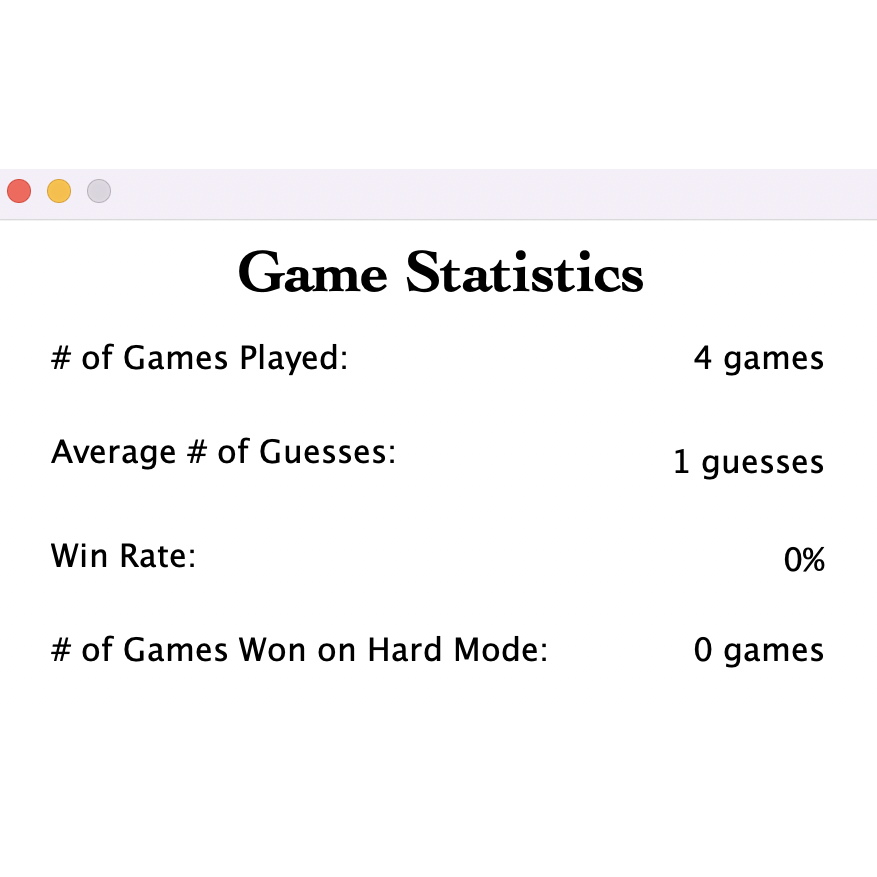 Game Statistics
# of Games Played: 4 games
Average # of Guesses: 1 guesses
Win Rate: 0%
# of Games Won on Hard Mode: 0 games